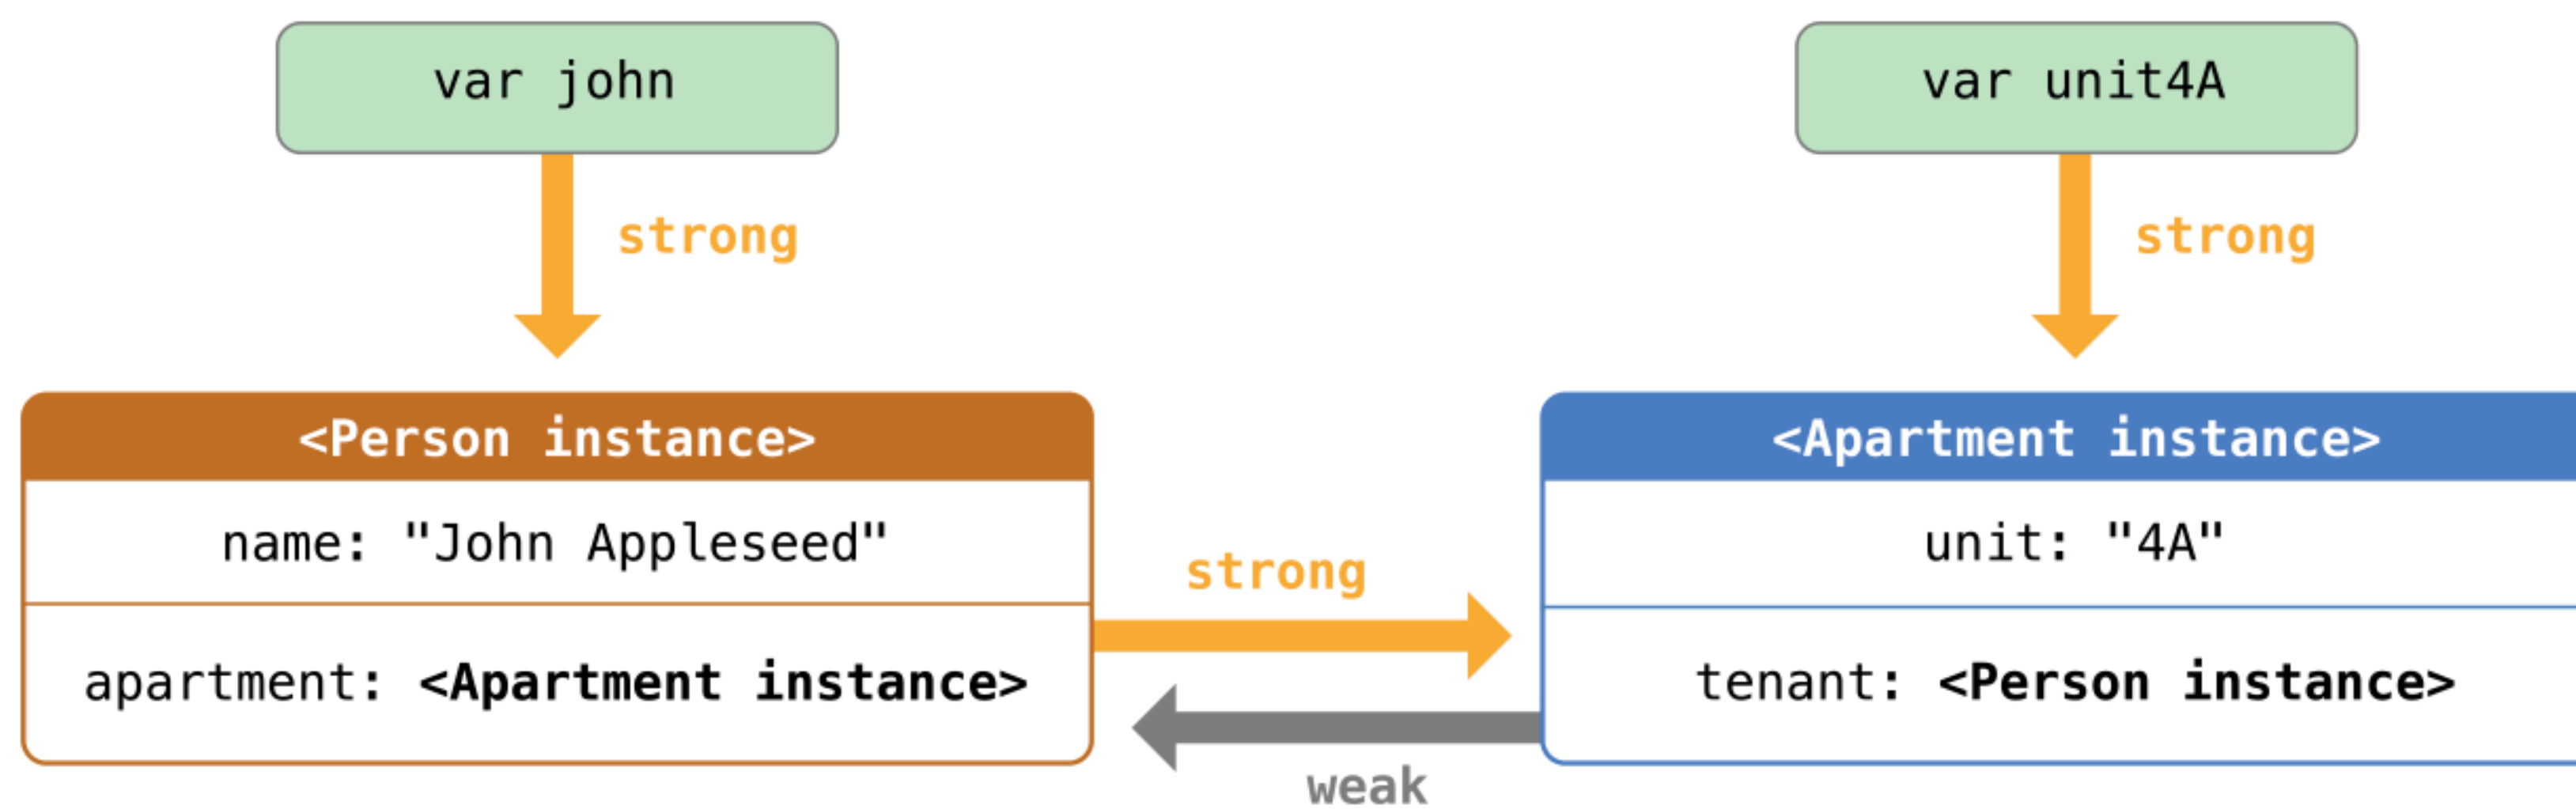 var john
var unit4A
strong
strong
<Person instance>
<Apartment instance>
name: "John Appleseed"
unit: "4A"
strong
apartment: <Apartment instance>
tenant: <Person instance>
weak